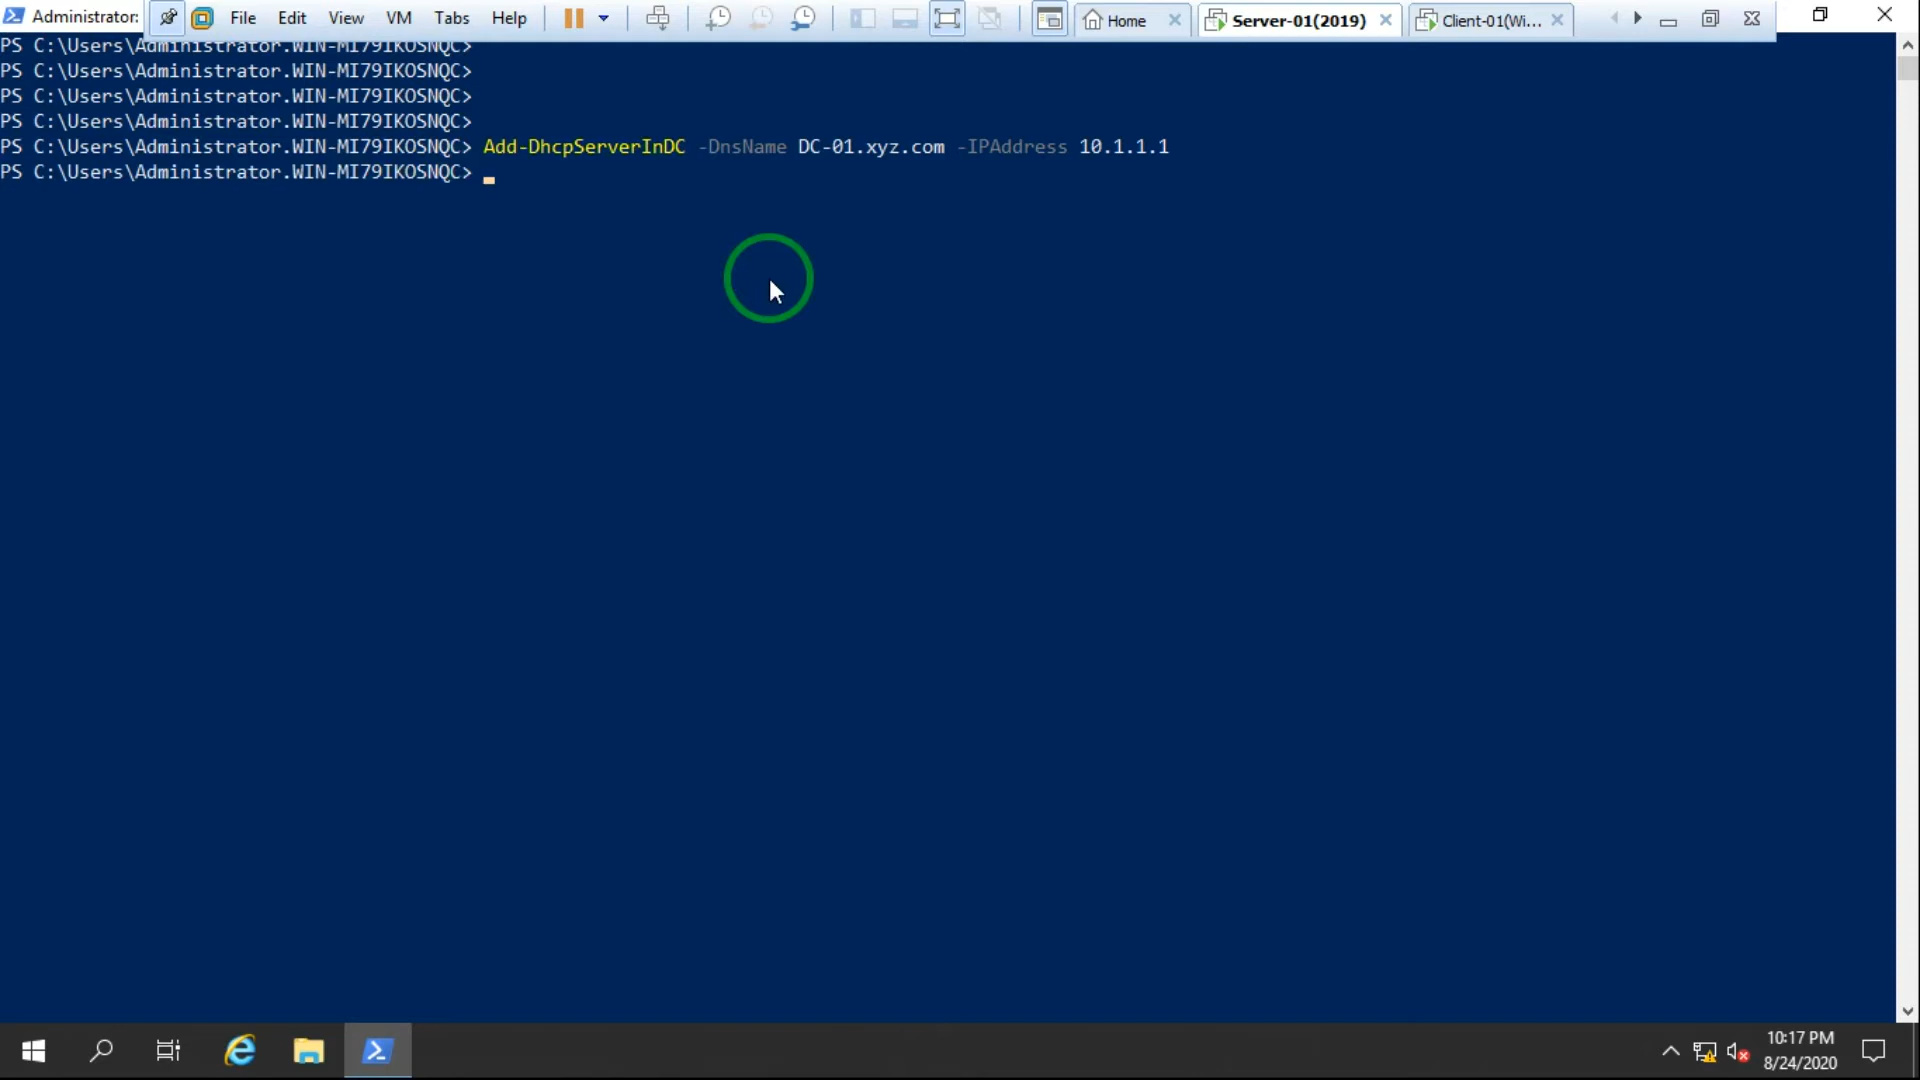 Administrator: File Edit View VM Tabs Help Home Server-01(2019) Client-01(Wi...
PS C:\Users\Administrator.WIN-MI79IKOSNQC>
PS C:\Users\Administrator.WIN-MI79IKOSNQC>
PS C:\Users\Administrator.WIN-MI79IKOSNQC>
PS C:\Users\Administrator.WIN-MI79IKOSNQC>
PS C:\Users\Administrator.WIN-MI79IKOSNQC> Add-DhcpServerInDC -DnsName DC-01.xyz.com -IPAddress 10.1.1.1
PS C:\Users\Administrator.WIN-MI79IKOSNQC>
10:17 PM
8/24/2020